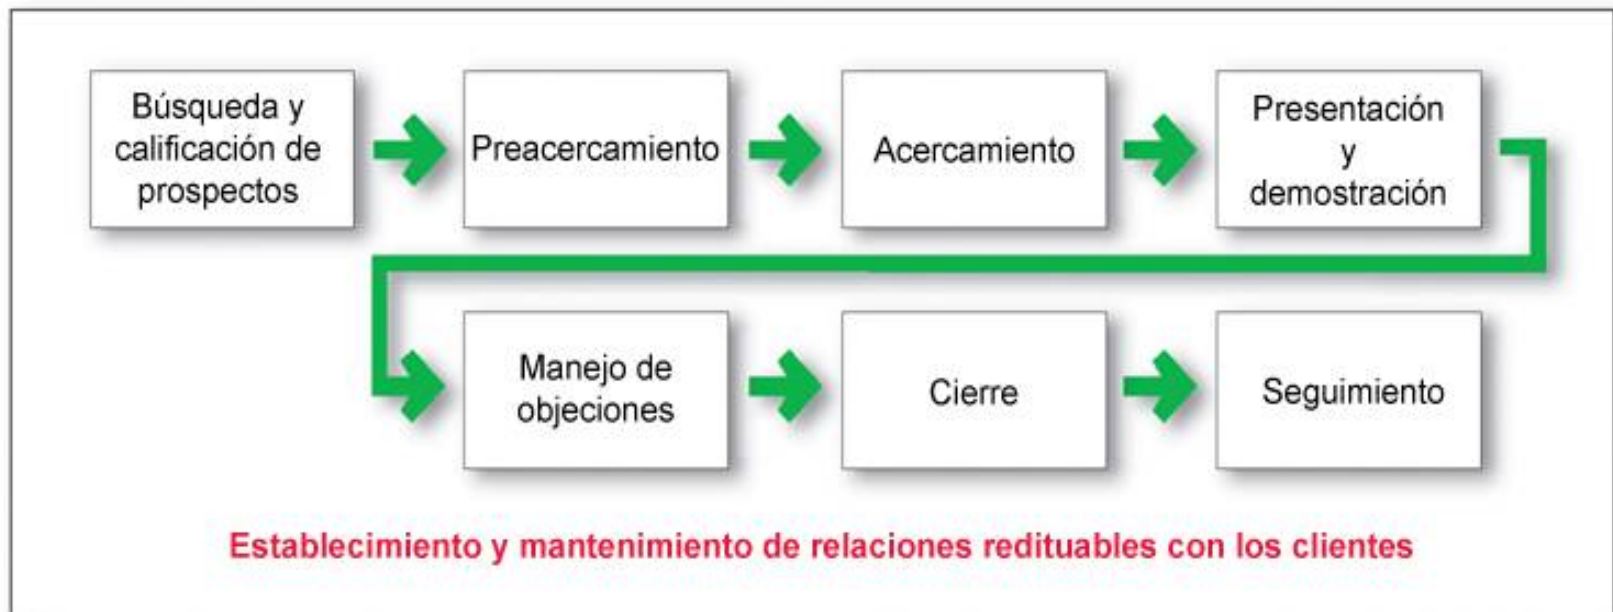 Búsqueda y
calificación de
prospectos
Preacercamiento
Acercamiento
Presentación
y
demostración
Manejo de
objeciones
Cierre
Seguimiento
Establecimiento y mantenimiento de relaciones redituables con los clientes